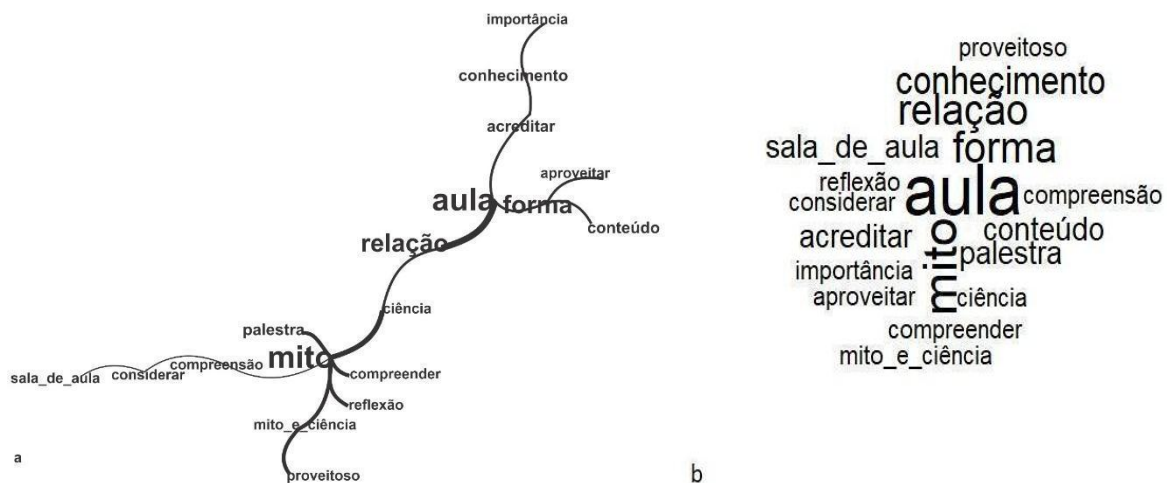 importância
conhecimento
acreditar
aproveitar
aula forma
conteúdo
relação
ciência
palestra
mito
compreensão
compreender
considerar
sala_de_aula
reflexão
mito_e_ciência
proveitoso
a
proveitoso
conhecimento
relação
sala_de_aula forma
reflexão
aula
compreensão
considerar
mito
conteúdo
acreditar
palestra
importância
aproveitar
ciência
compreender
mito_e_ciência
b